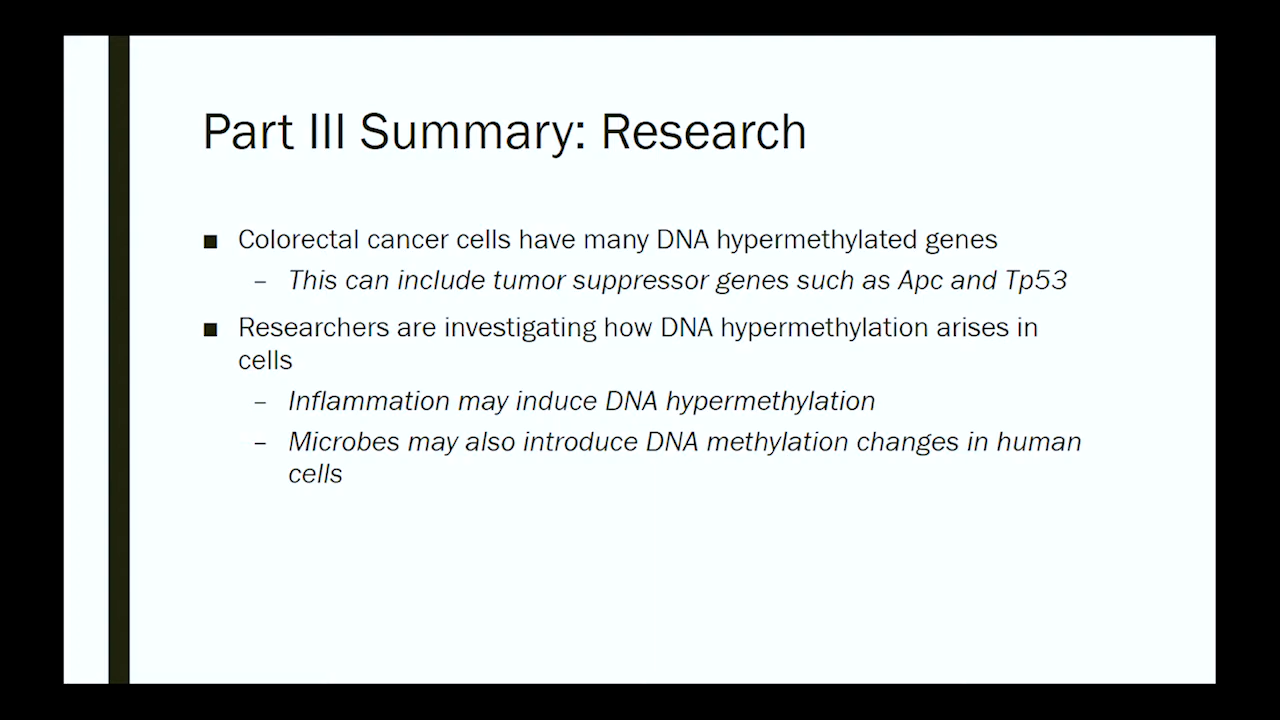 Part III Summary: Research
■ Colorectal cancer cells have many DNA hypermethylated genes
– This can include tumor suppressor genes such as Apc and Tp53
■ Researchers are investigating how DNA hypermethylation arises in
cells
– Inflammation may induce DNA hypermethylation
– Microbes may also introduce DNA methylation changes in human
cells